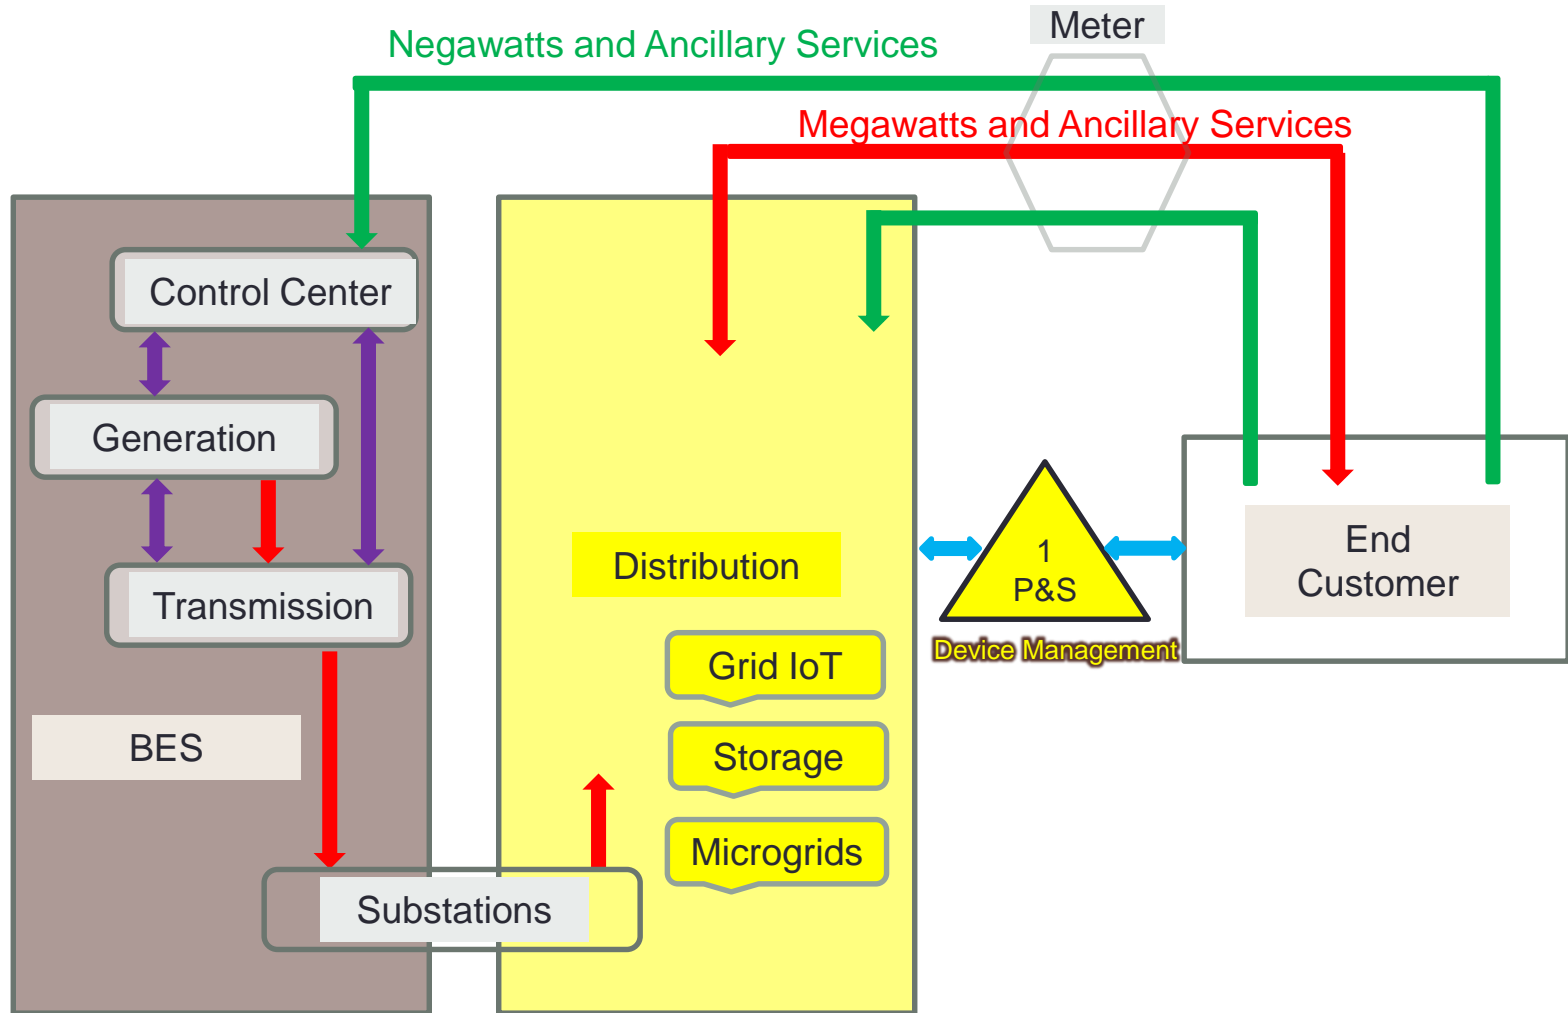 Meter
Negawatts and Ancillary Services
Megawatts and Ancillary Services
Control Center
Generation
Transmission
BES
Substations
Distribution
Grid IoT
Storage
Microgrids
1
P&S
Device Management
End
Customer